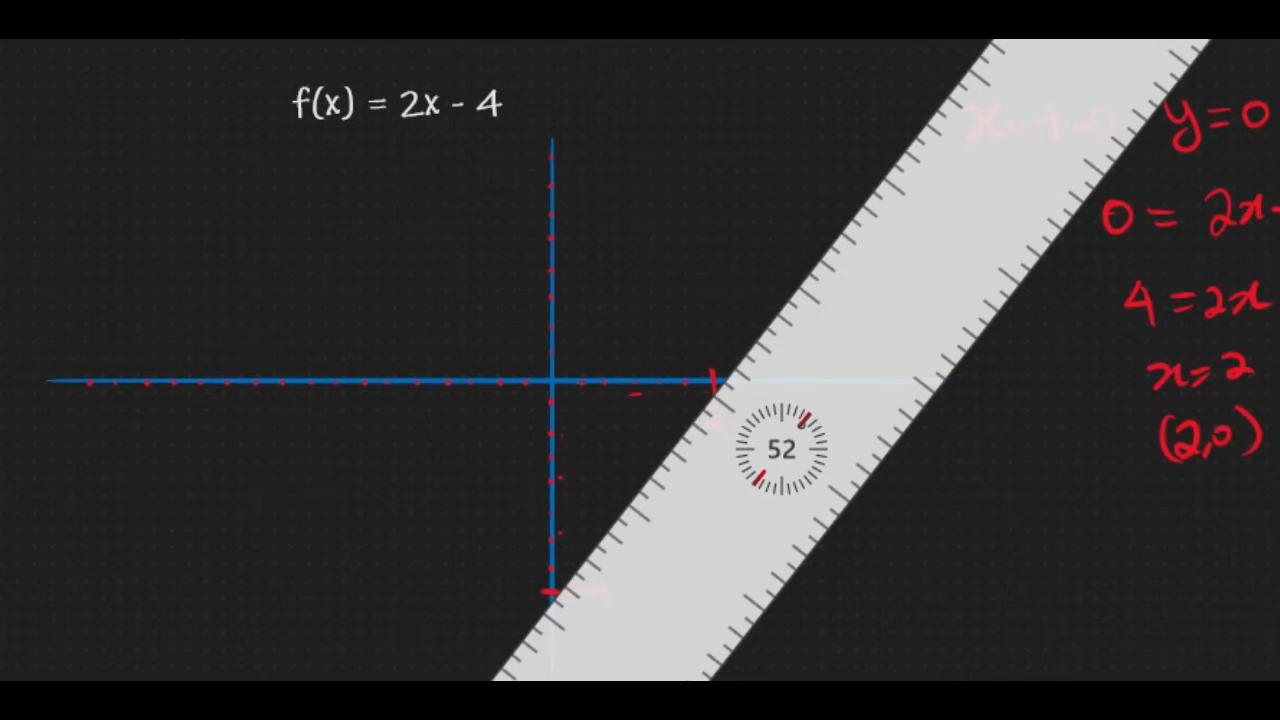 f(x) = 2x - 4
y=0
0 = 2x-
4 =2x
x=2
(2,0)
52